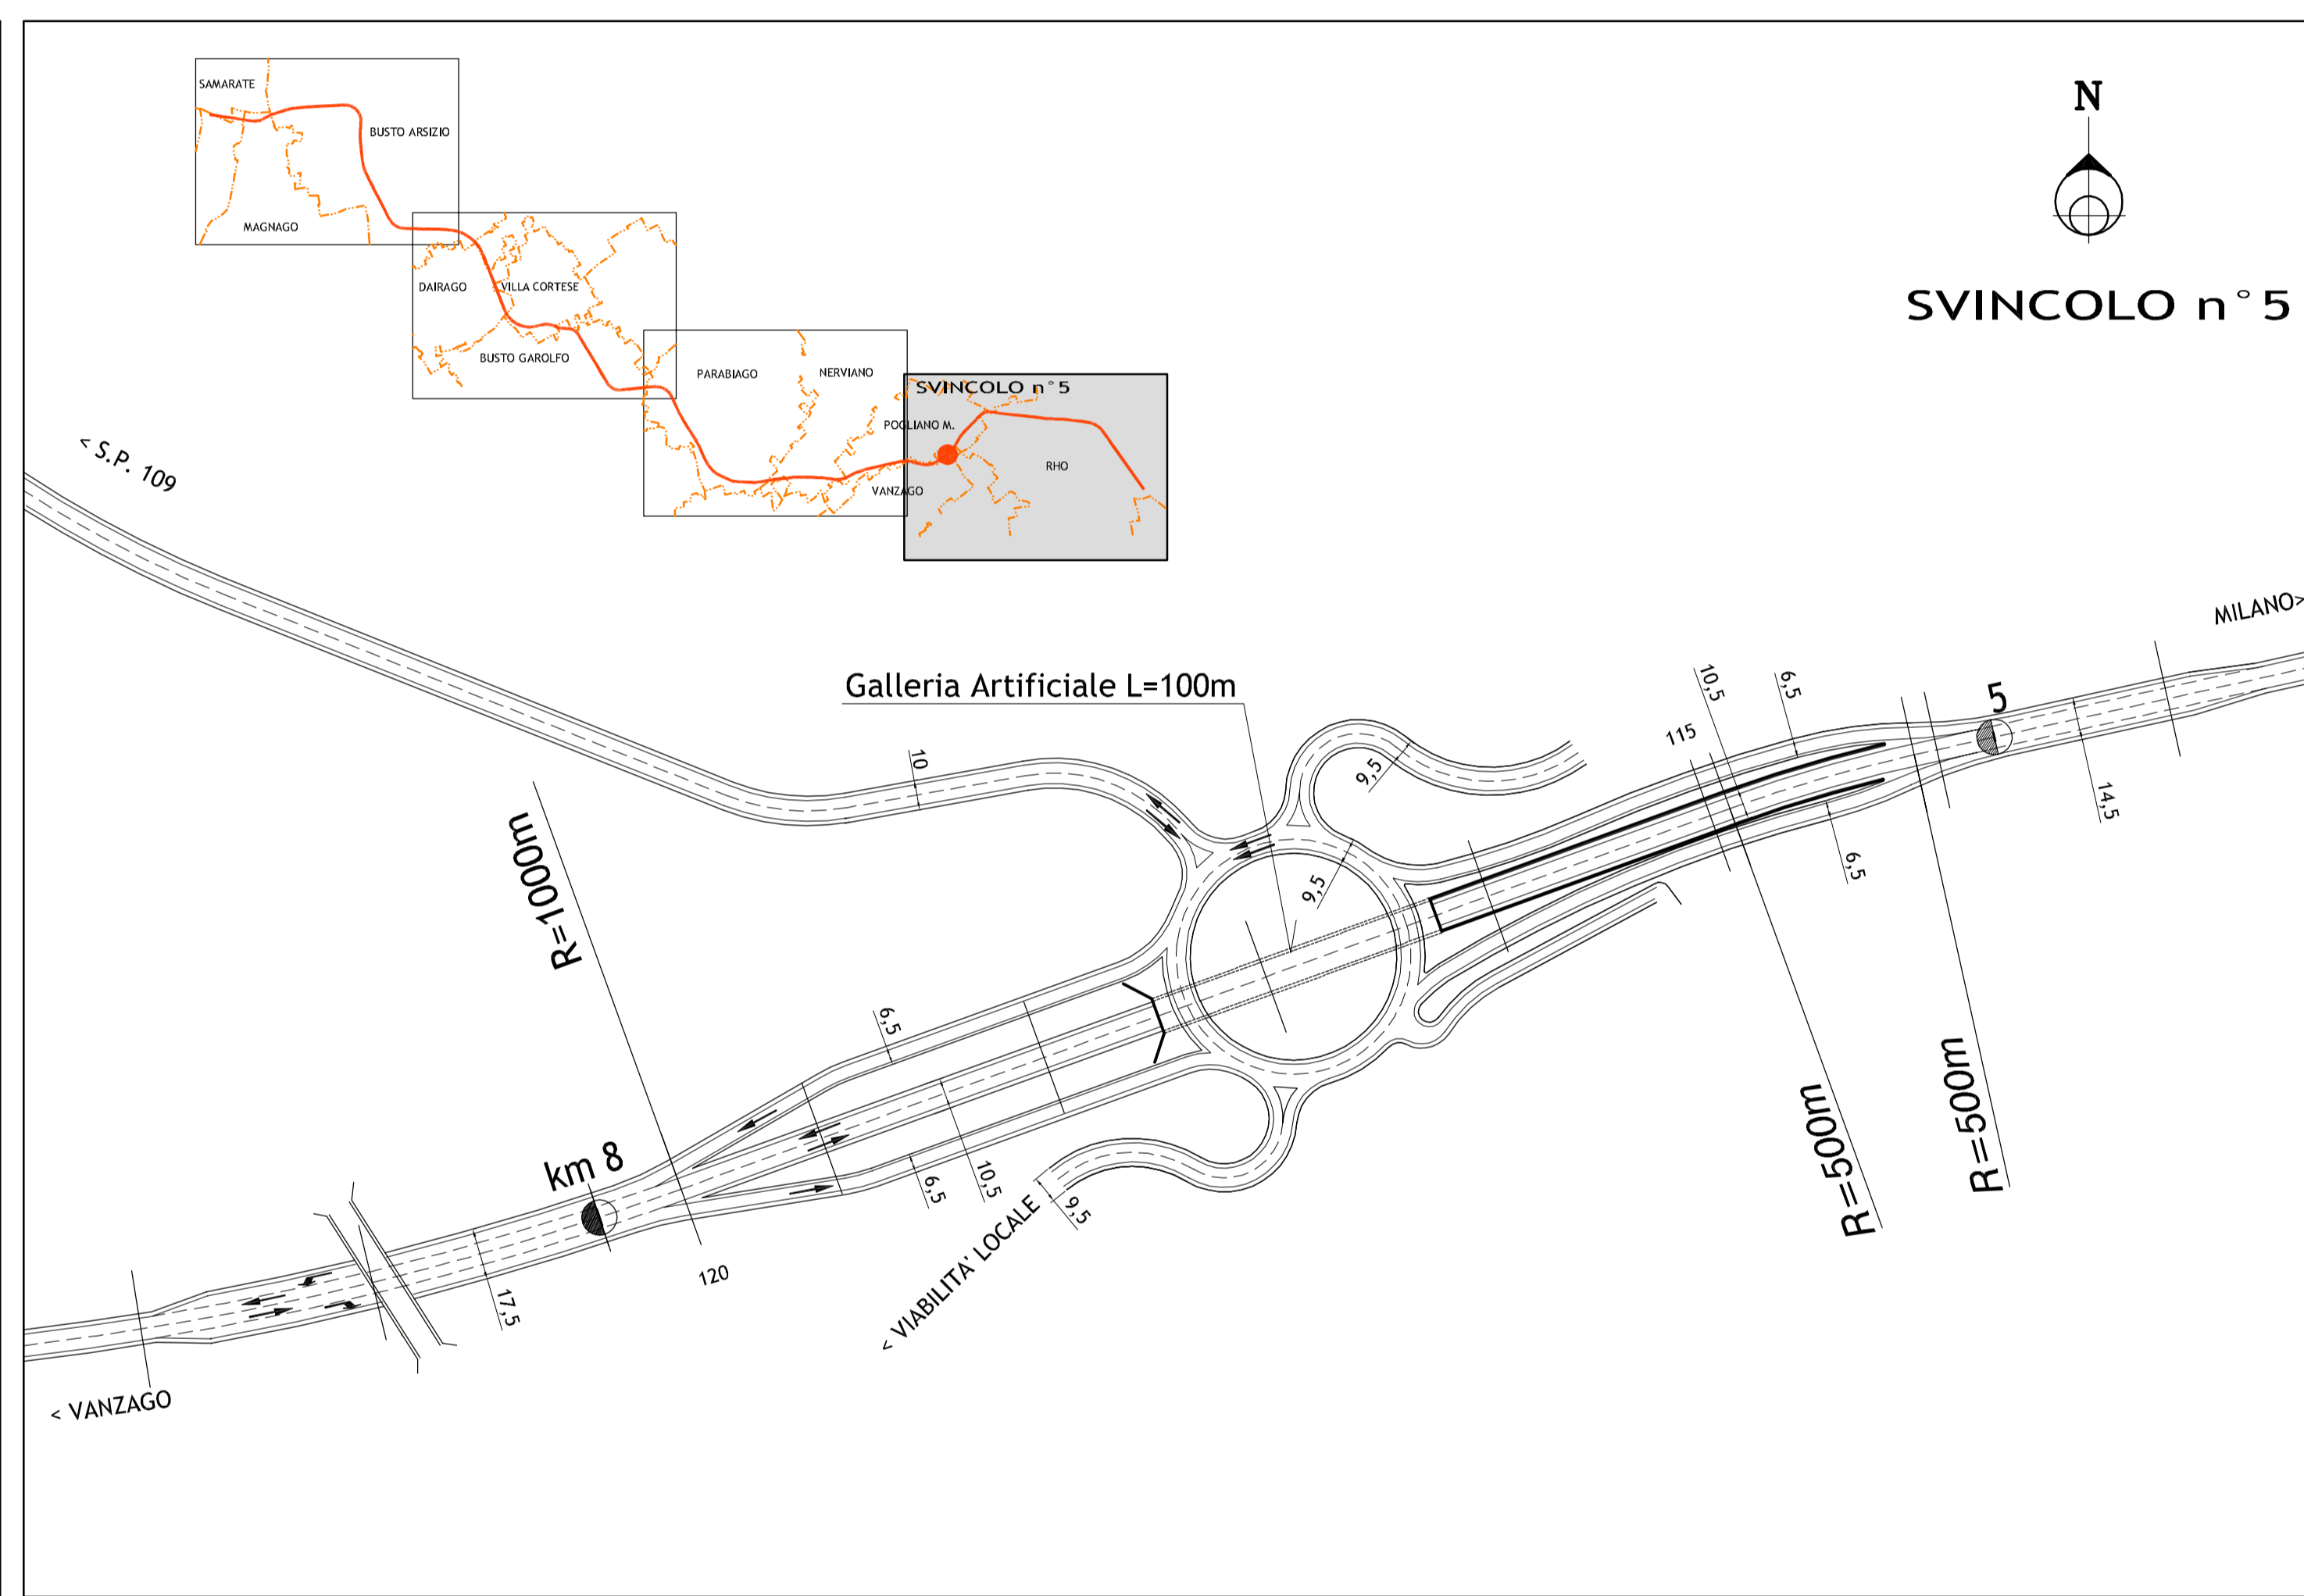 SAMARATE
BUSTO ARSIZIO
MAGNAGO
DAIRAGO
VILLA CORTESE
BUSTO GAROLFO
PARABIAGO
NERVIANO
SVINCOLO n°5
POGLIANO M.
RHO
VANZAGO
N
SVINCOLO n°5
< S.P. 109
MILANO>
Galleria Artificiale L=100m
10
9,5
9,5
115
10,5
6,5
5
14,5
6,5
R=1000m
6,5
km 8
17,5
120
6,5
10,5
9,5
< VIABILITA' LOCALE
R=500m
R=500m
< VANZAGO